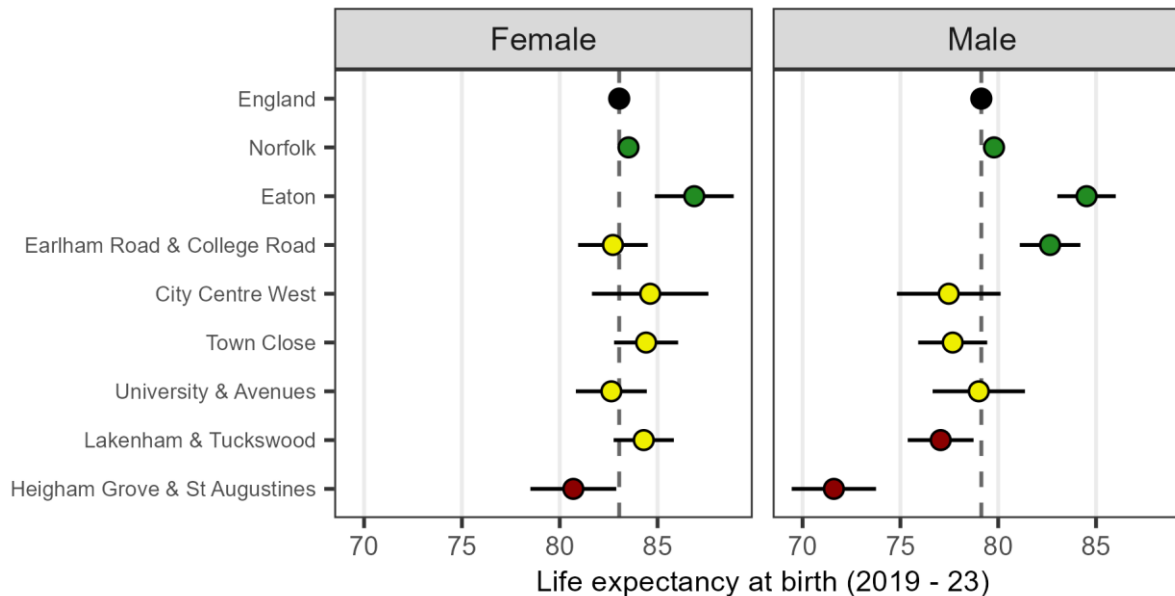 Female
Male
England
Norfolk
Eaton
Earlham Road & College Road
City Centre West
Town Close
University & Avenues
Lakenham & Tuckswood
Heigham Grove & St Augustines
70 75 80 85
70 75 80 85
Life expectancy at birth (2019 - 23)